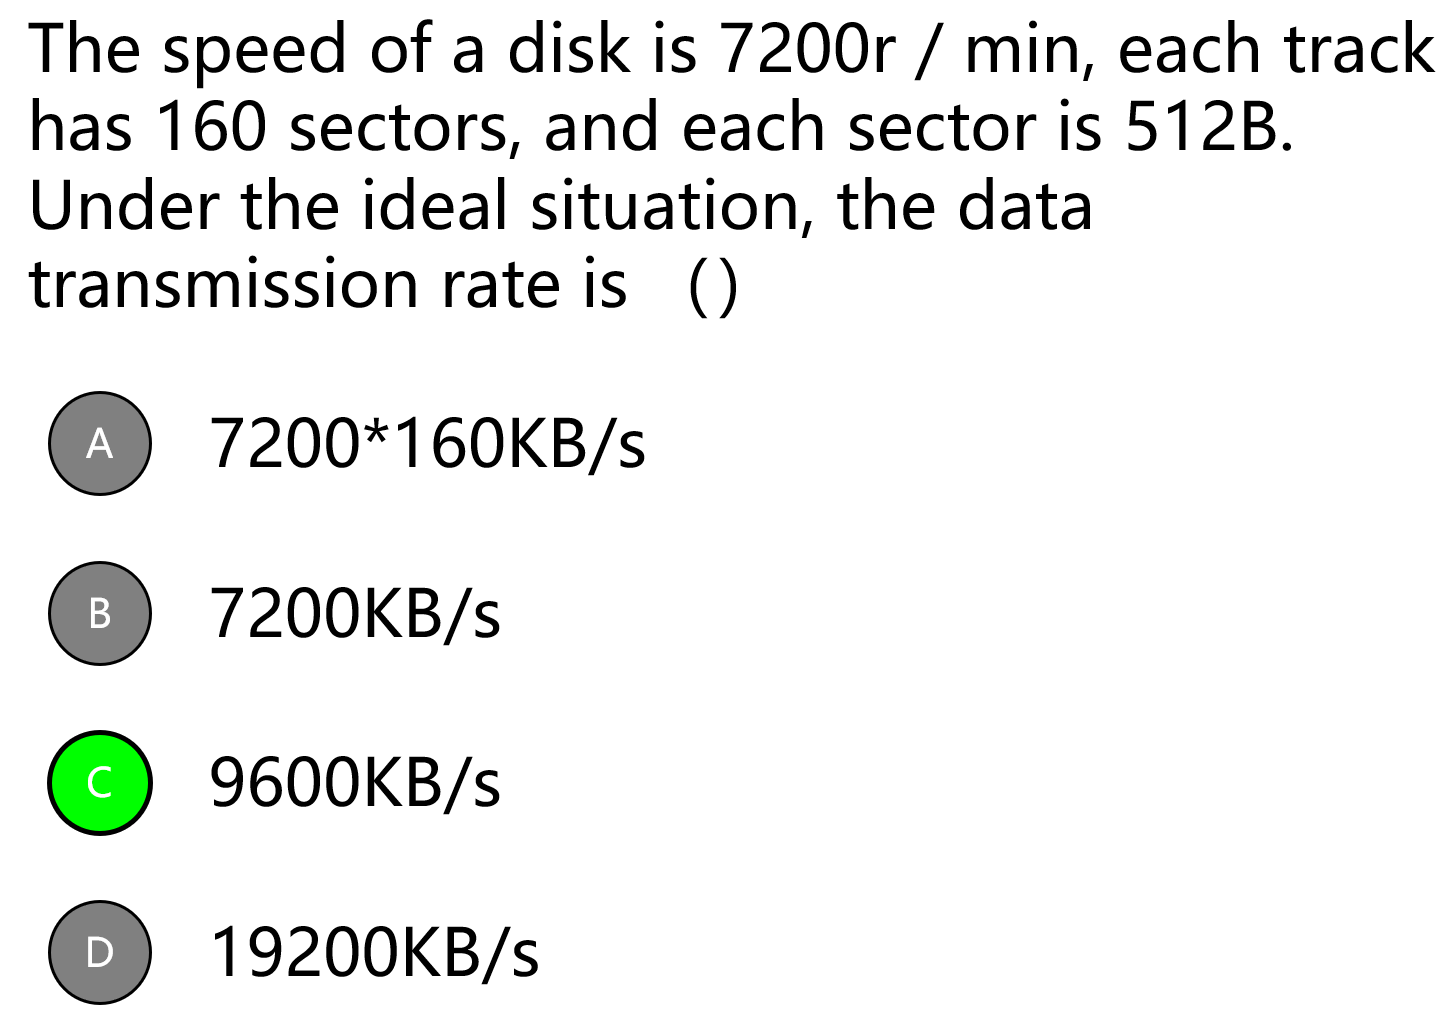 The speed of a disk is 7200r / min, each track
has 160 sectors, and each sector is 512B.
Under the ideal situation, the data
transmission rate is （）
A 7200*160KB/s
B 7200KB/s
C 9600KB/s
D 19200KB/s